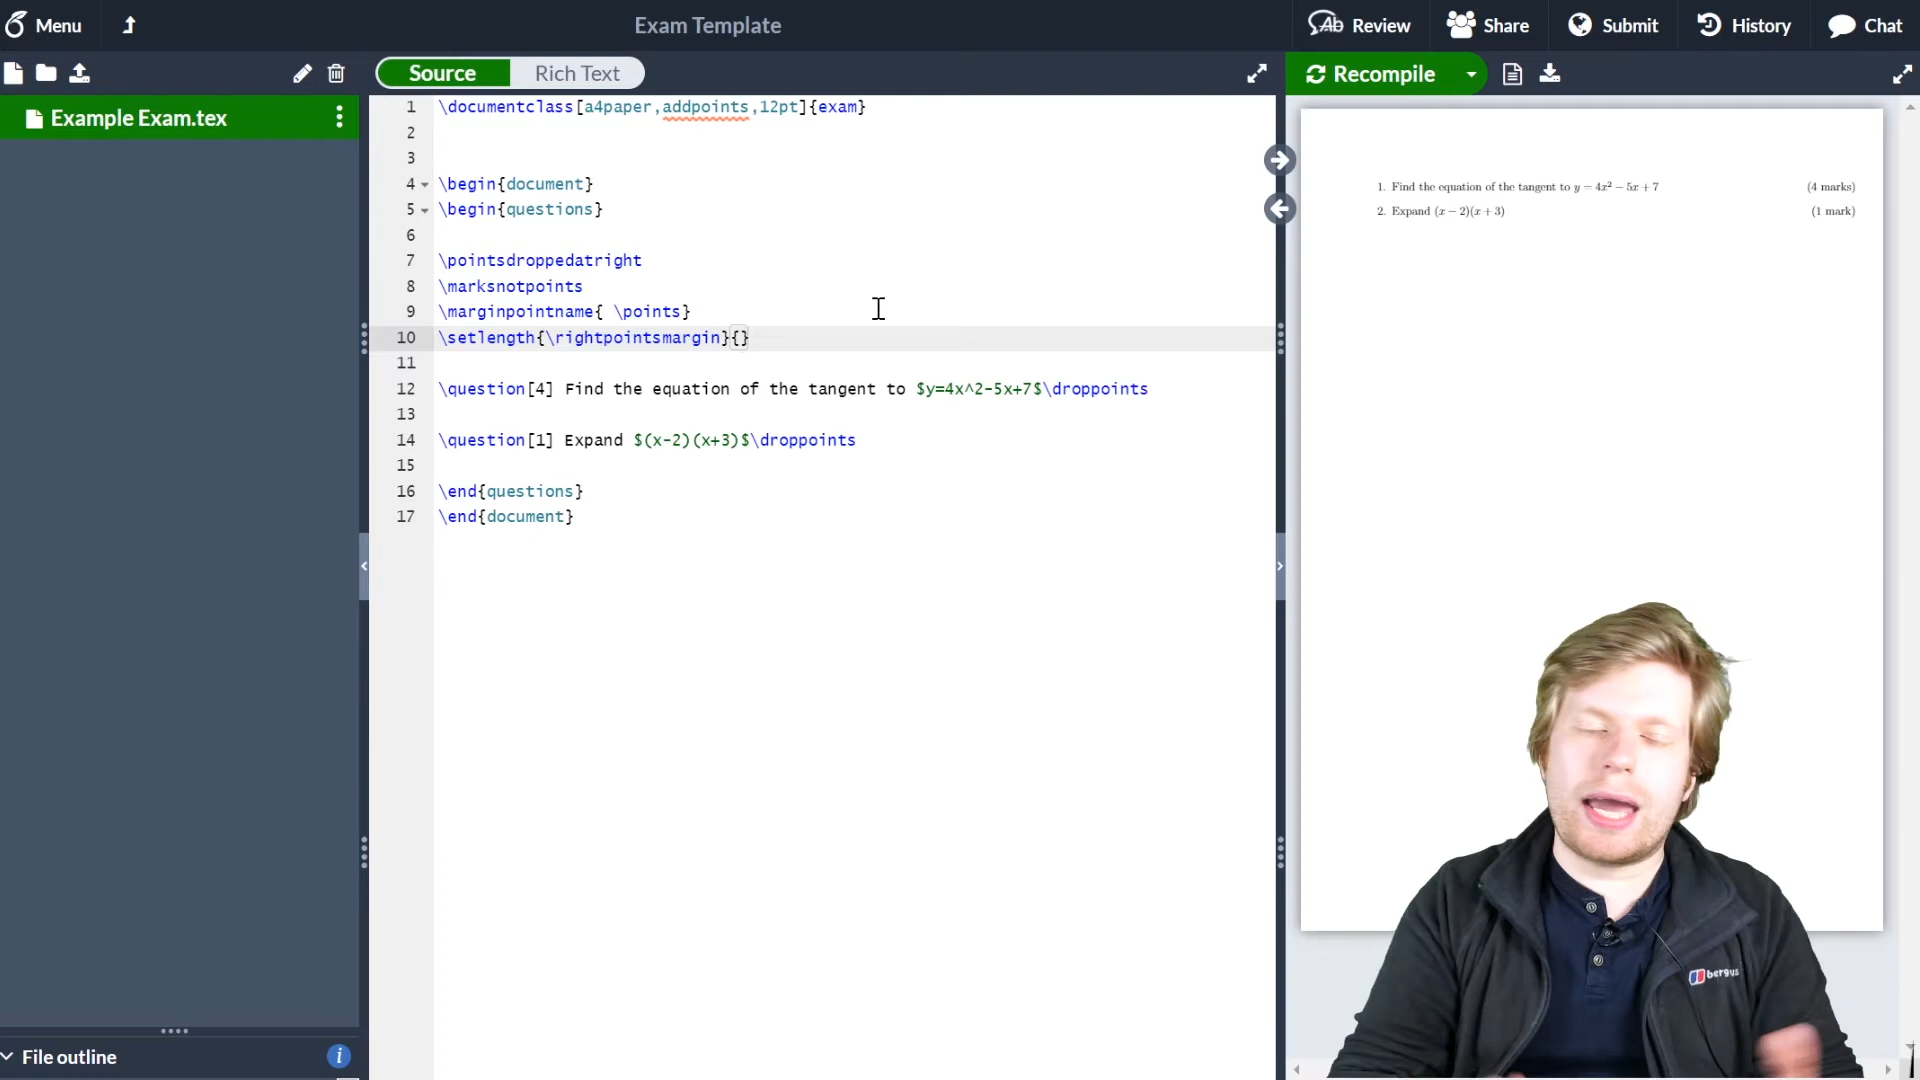 Menu
Exam Template
Review
Share
Submit
History
Chat
Source
Rich Text
Recompile
Example Exam.tex
1 \documentclass[a4paper,addpoints,12pt]{exam}
2
3
4 \begin{document}
5 \begin{questions}
6
7 \pointsdroppedatright
8 \marksnotpoints
9 \marginpointname{ \points}
10 \setlength{\rightpointsmargin}{}
11
12 \question[4] Find the equation of the tangent to $y=4x^2-5x+7$\droppoints
13
14 \question[1] Expand $(x-2)(x+3)$\droppoints
15
16 \end{questions}
17 \end{document}
1. Find the equation of the tangent to y = 4x² − 5x + 7 (4 marks)
2. Expand (x − 2)(x + 3) (1 mark)
bergus
File outline